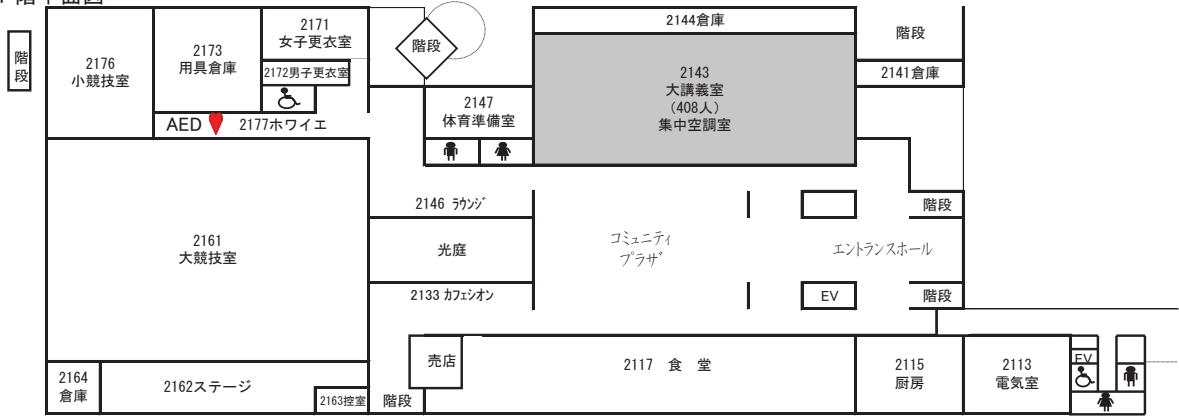 1階平面図
階段
2176
小競技室
2173
用具倉庫
2171
女子更衣室
2172男子更衣室
AED
2177ホワイエ
階段
2147
体育準備室
2144倉庫
2143
大講義室
（408人）
集中空調室
階段
2141倉庫
2161
大競技室
2146 ﾗｳﾝｼﾞ
光庭
2133 ｶﾌｪｼｵﾝ
コミュニティ
プラザ
エントランスホール
階段
EV
階段
2164
倉庫
2162ステージ
2163控室
階段
売店
2117 食 堂
2115
厨房
2113
電気室
EV